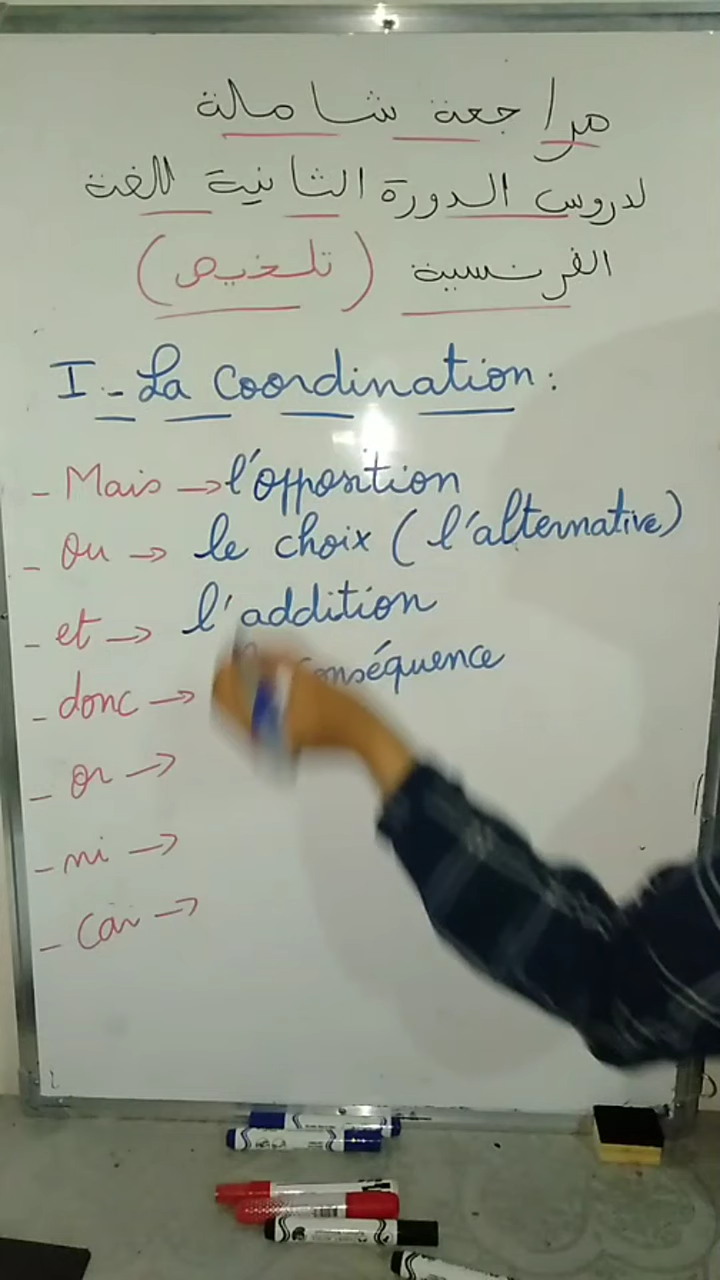 مراجعة شاملة
لدروس الدورة الثانية للغة
الفرنسية (تلخيص)
I - La Coordination :
- Mais → l'opposition
- Ou → le choix (l'alternative)
- et → l'addition
- donc → conséquence
- or →
- ni →
- Car →